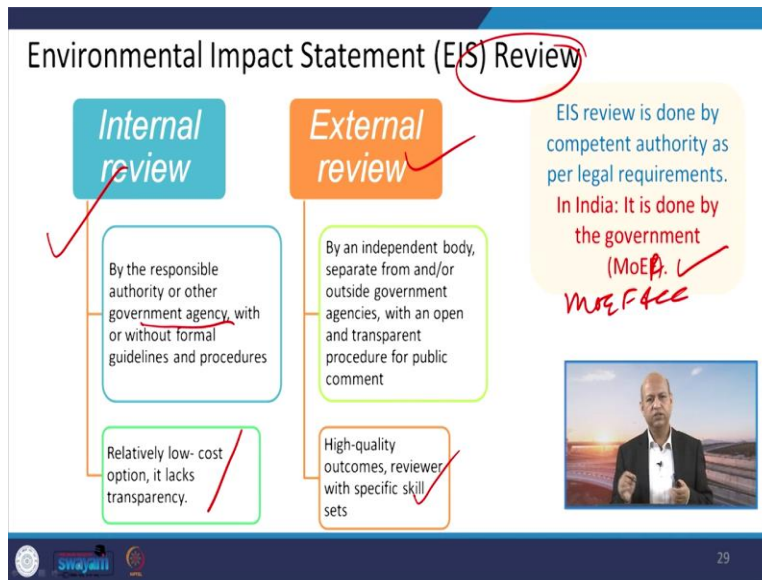 Environmental Impact Statement (EIS) Review
Internal
review
By the responsible
authority or other
government agency, with
or without formal
guidelines and procedures
Relatively low- cost
option, it lacks
transparency.
External
review
By an independent body,
separate from and/or
outside government
agencies, with an open
and transparent
procedure for public
comment
High-quality
outcomes, reviewer
with specific skill
sets
EIS review is done by
competent authority as
per legal requirements.
In India: It is done by
the government
(MoEF).
MoEF&CC
swayam
29